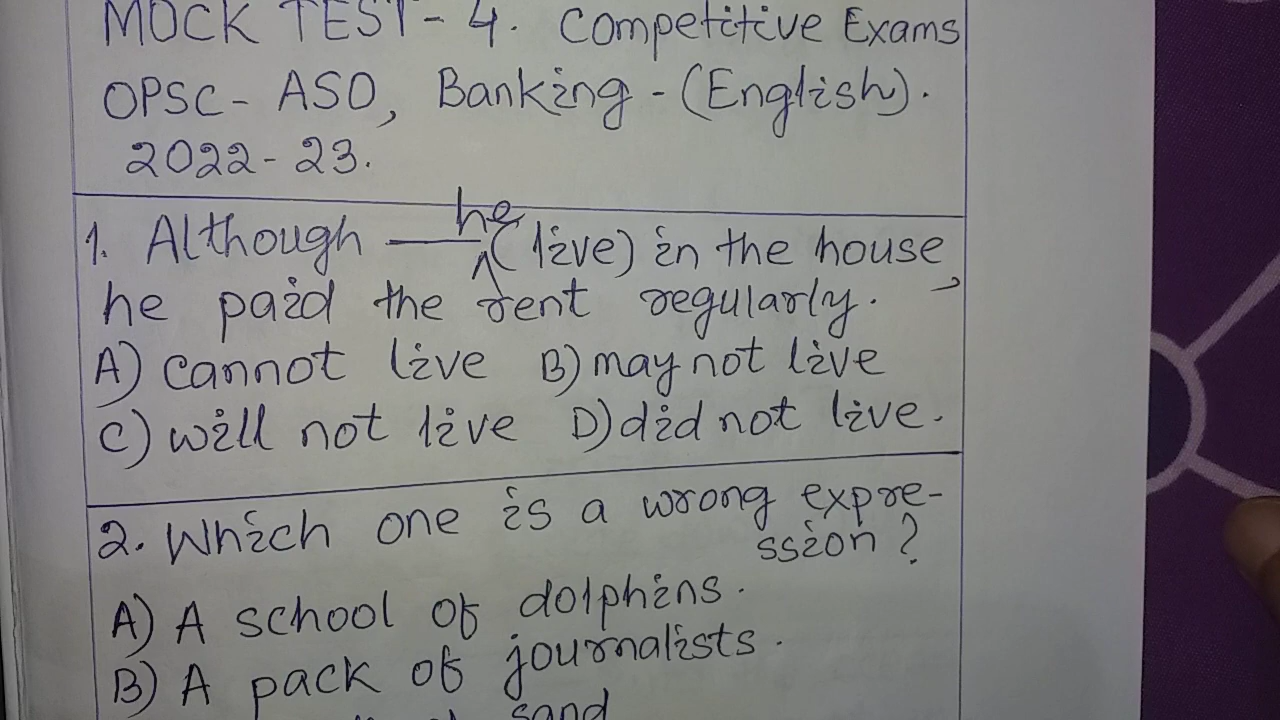 MOCK TEST-4. Competitive Exams
OPSC- ASO, Banking -(English).
2022-23.
1. Although — he (live) in the house,
he paid the rent regularly.
A) cannot live B) may not live
C) will not live D) did not live.
2. Which one is a wrong expre-
ssion?
A) A school of dolphins.
B) A pack of journalists.
sand